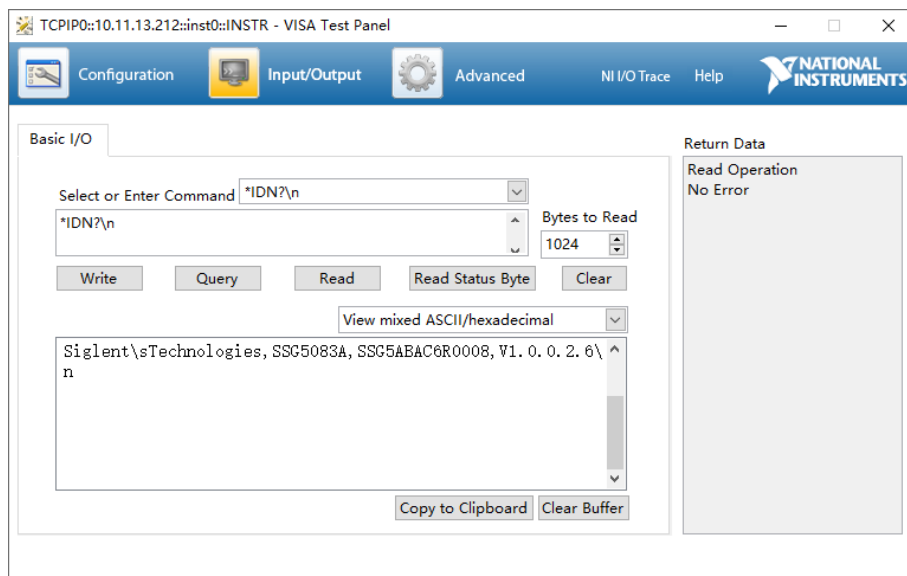 TCPIP0::10.11.13.212::inst0::INSTR - VISA Test Panel
Configuration
Input/Output
Advanced
NI I/O Trace
Help
NATIONAL
INSTRUMENTS
Basic I/O
Select or Enter Command
*IDN?\n
*IDN?\n
Bytes to Read
1024
Write
Query
Read
Read Status Byte
Clear
View mixed ASCII/hexadecimal
Siglent\sTechnologies,SSG5083A,SSG5ABAC6R0008,V1.0.0.2.6\
n
Copy to Clipboard
Clear Buffer
Return Data
Read Operation
No Error